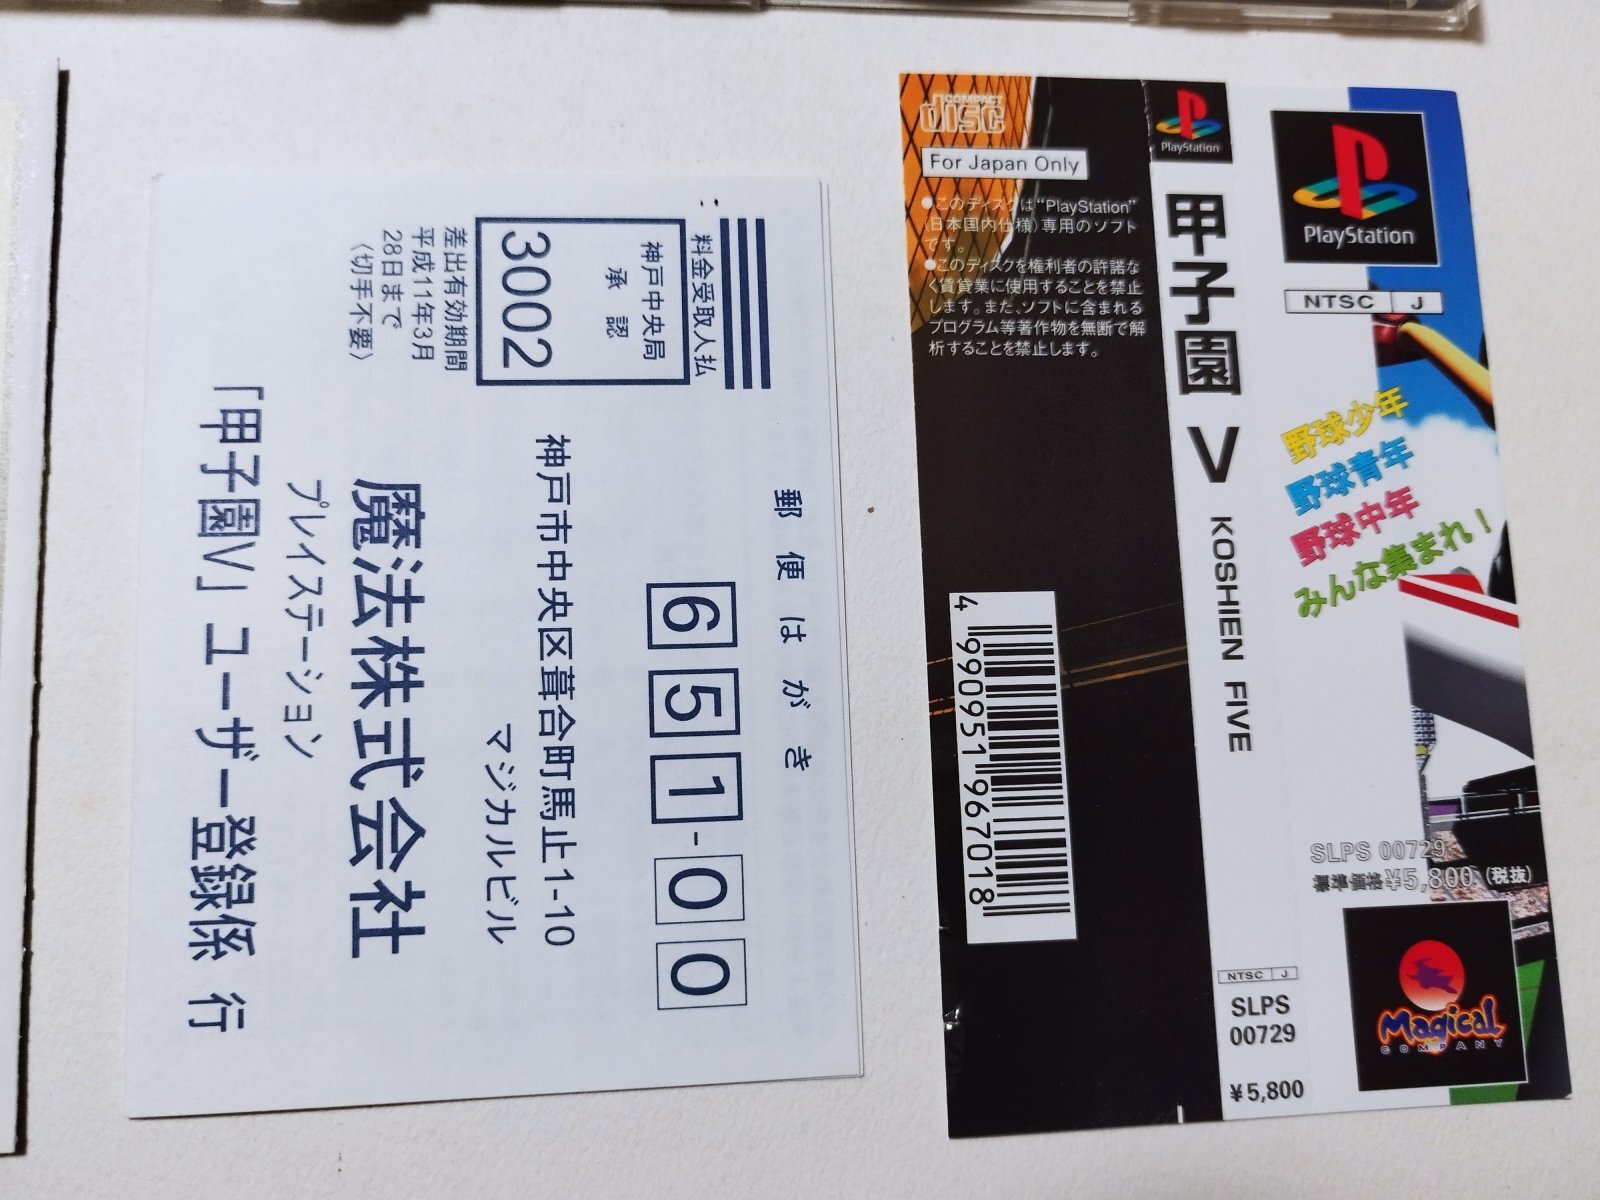 郵便はがき
651-00
料金受取人払
神戸中央局
承認
3002
差出有効期間
平成11年3月
28日まで
〈切手不要〉
神戸市中央区葺合町馬止1-10
マジカルビル
魔法株式会社
プレイステーション
「甲子園V」ユーザー登録係 行
COMPACT
disc
For Japan Only
●このディスクは“PlayStation”
(日本国内仕様)専用のソフト
です。
●このディスクを権利者の許諾な
く賃貸業に使用することを禁止
します。また、ソフトに含まれる
プログラム等著作物を無断で解
析することを禁止します。
4 990951 967018
PlayStation
甲子園 V KOSHIEN FIVE
NTSC J
SLPS
00729
¥5,800
PlayStation
NTSC J
野球少年
野球青年
野球中年
みんな集まれ!
SLPS 00729
標準価格¥5,800(税抜)
Magical
COMPANY